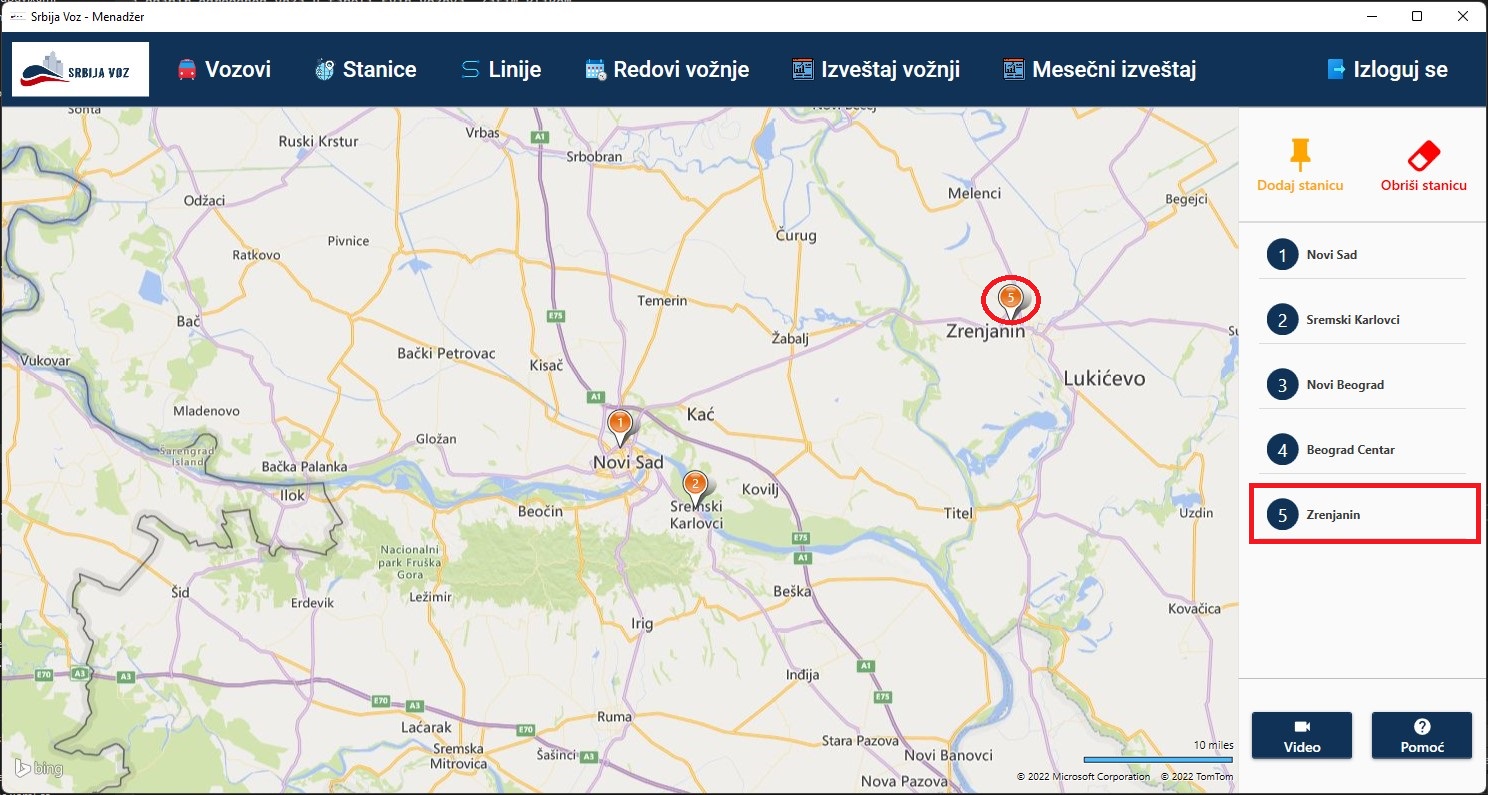 Srbija Voz - Menadžer
SRBIJA VOZ
Vozovi
Stanice
Linije
Redovi vožnje
Izveštaj vožnji
Mesečni izveštaj
Izloguj se
Dodaj stanicu
Obriši stanicu
1 Novi Sad
2 Sremski Karlovci
3 Novi Beograd
4 Beograd Centar
5 Zrenjanin
Video
Pomoć
Sonta
Ruski Krstur
Vrbas
A1
Srbobran
Melenci
Begejci
Odžaci
Pivnice
Ratkovo
Čurug
Temerin
5
Zrenjanin
Bač
E75
Žabalj
Vukovar
Bački Petrovac
Kisač
Lukićevo
A1
Mladenovo
Kać
1
Gložan
Šarengrad
Island
Bačka Palanka
Novi Sad
Ilok
2
Kovilj
Beočin
Sremski
Karlovci
Titel
Uzdin
E75
A1
Nacionalni
park Fruška
Gora
Šid
Erdevik
Ležimir
Beška
Irig
Kovačica
E70
A3
A3
A1
Inđija
E70
A3
E75
Laćarak
Ruma
E70
Sremska
Mitrovica
Šašinci
A3
Stara Pazova
Novi Banovci
Nova Pazova
10 miles
bing
© 2022 Microsoft Corporation © 2022 TomTom